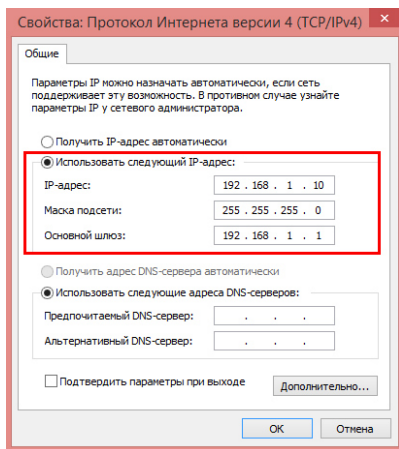 Свойства: Протокол Интернета версии 4 (TCP/IPv4)
Общие
Параметры IP можно назначать автоматически, если сеть
поддерживает эту возможность. В противном случае узнайте
параметры IP у сетевого администратора.
Получить IP-адрес автоматически
Использовать следующий IP-адрес:
IP-адрес: 192 . 168 . 1 . 10
Маска подсети: 255 . 255 . 255 . 0
Основной шлюз: 192 . 168 . 1 . 1
Получить адрес DNS-сервера автоматически
Использовать следующие адреса DNS-серверов:
Предпочитаемый DNS-сервер: . . .
Альтернативный DNS-сервер: . . .
Подтвердить параметры при выходе
Дополнительно...
OK Отмена